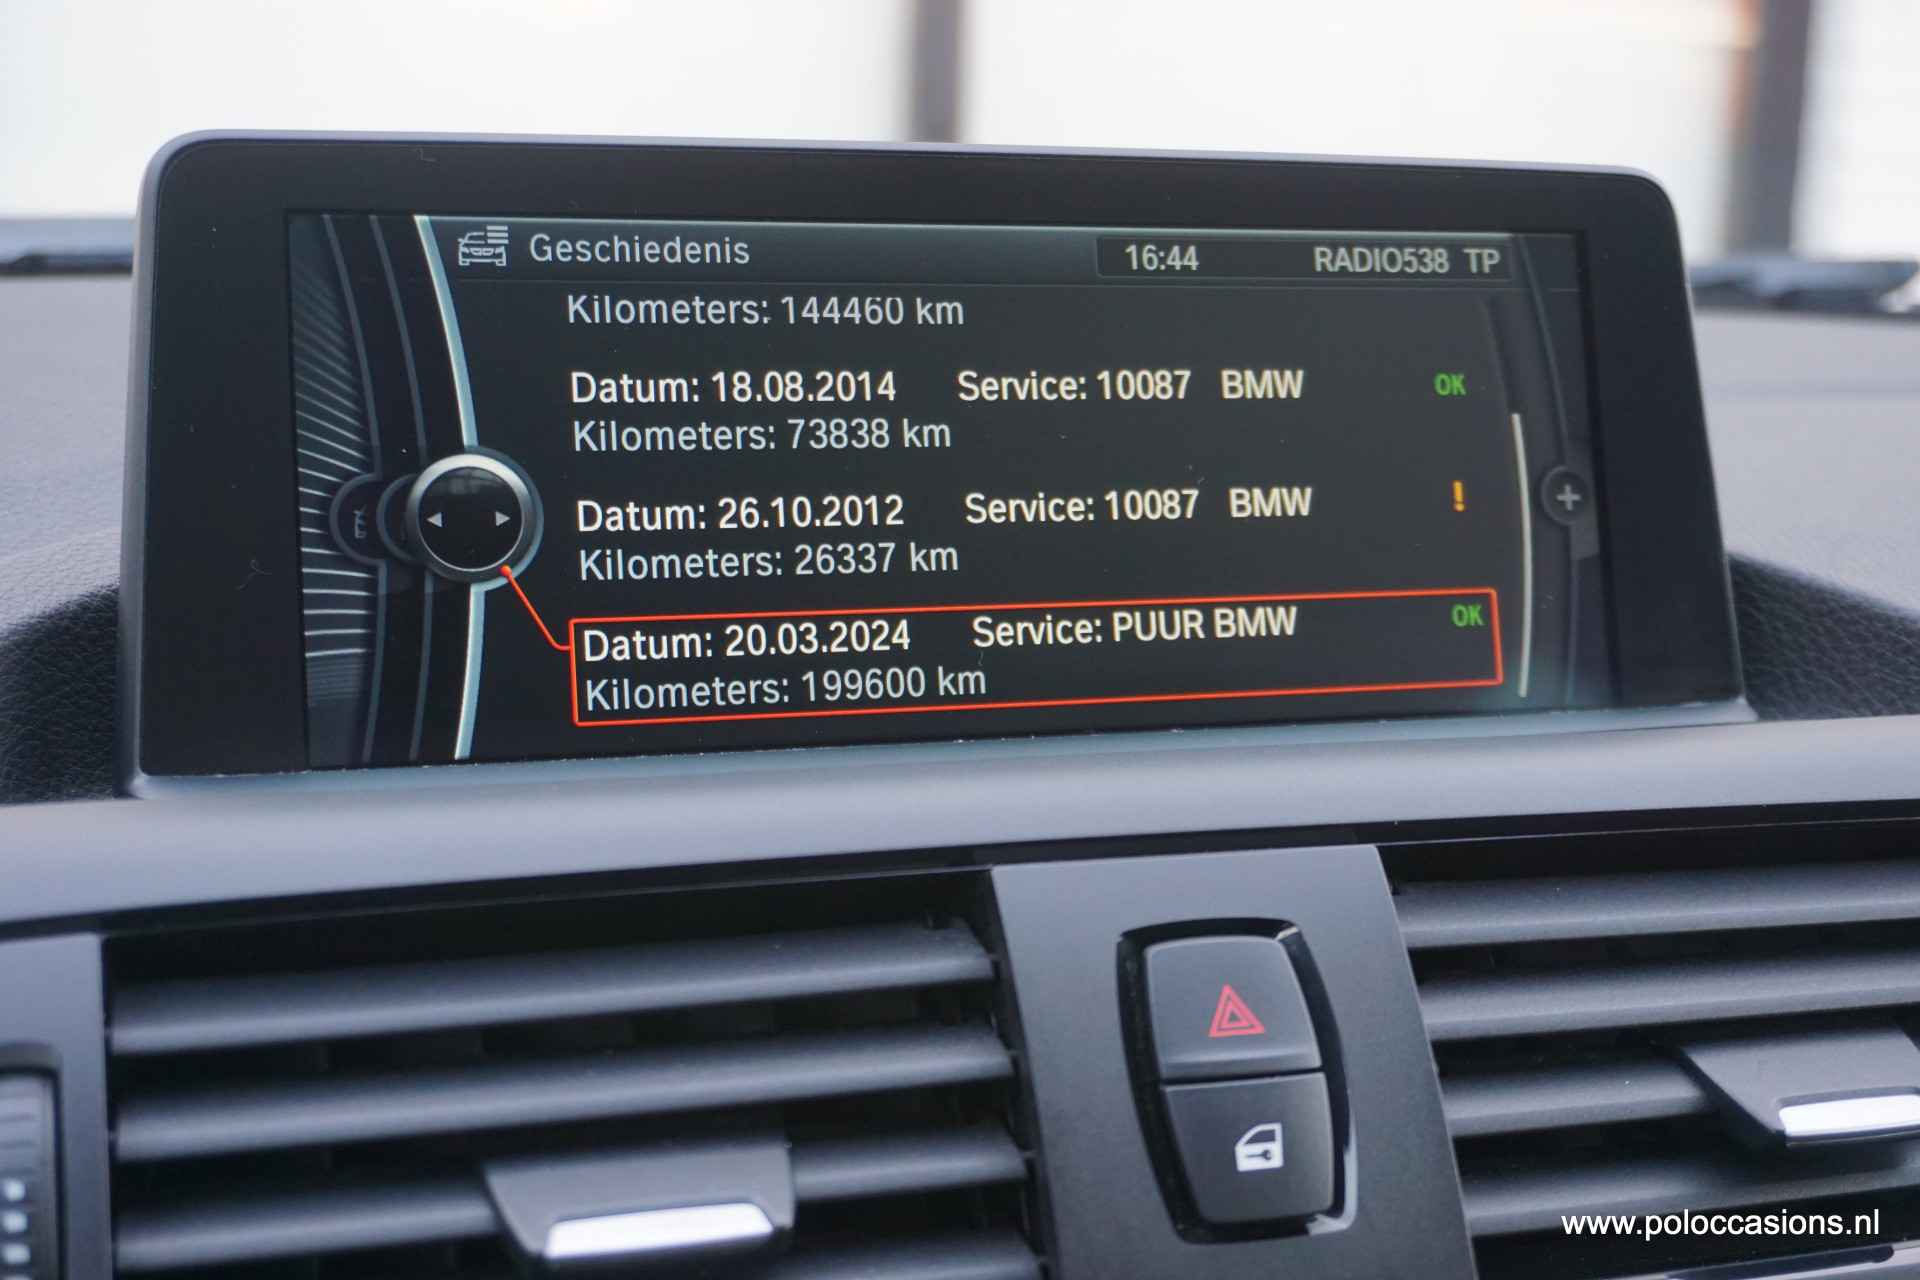 Geschiedenis 16:44 RADIO538 TP
Kilometers: 144460 km
Datum: 18.08.2014 Service: 10087 BMW OK
Kilometers: 73838 km
Datum: 26.10.2012 Service: 10087 BMW !
Kilometers: 26337 km
Datum: 20.03.2024 Service: PUUR BMW OK
Kilometers: 199600 km
www.poloccasions.nl